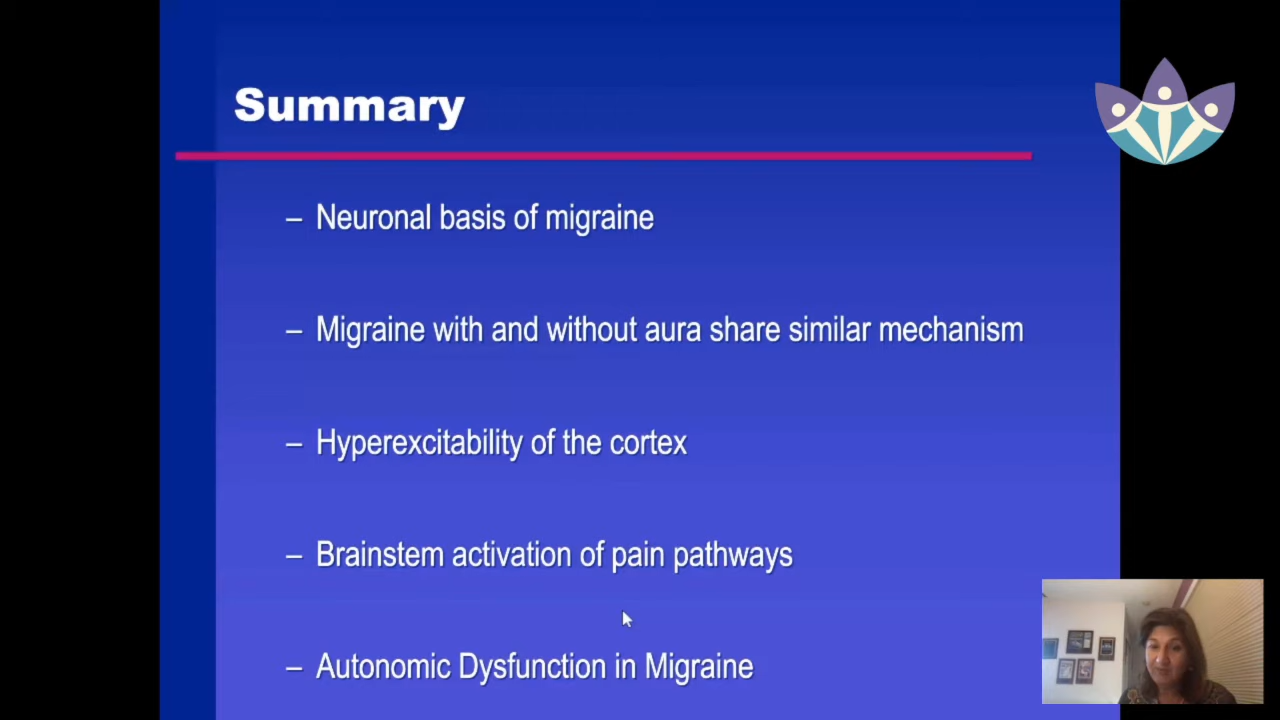 Summary
– Neuronal basis of migraine
– Migraine with and without aura share similar mechanism
– Hyperexcitability of the cortex
– Brainstem activation of pain pathways
– Autonomic Dysfunction in Migraine